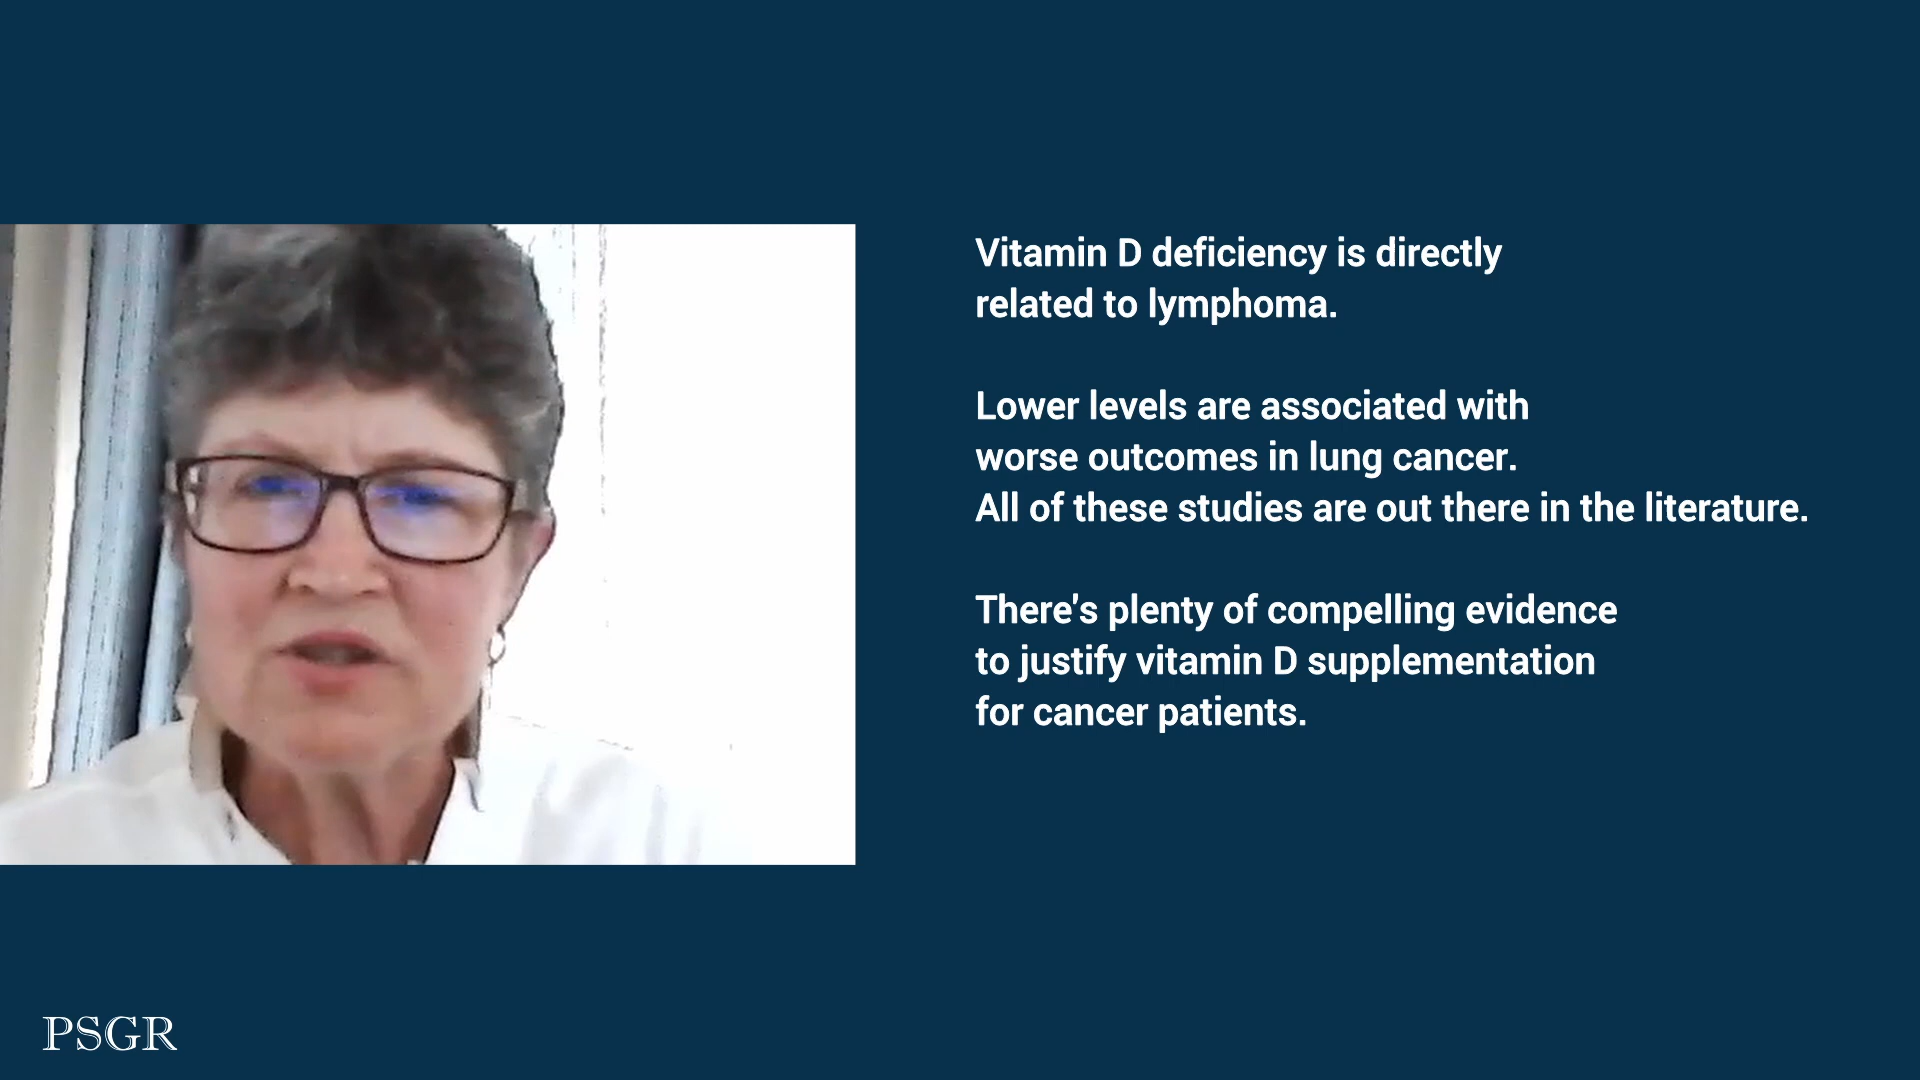 Vitamin D deficiency is directly
related to lymphoma.
Lower levels are associated with
worse outcomes in lung cancer.
All of these studies are out there in the literature.
There's plenty of compelling evidence
to justify vitamin D supplementation
for cancer patients.
PSGR